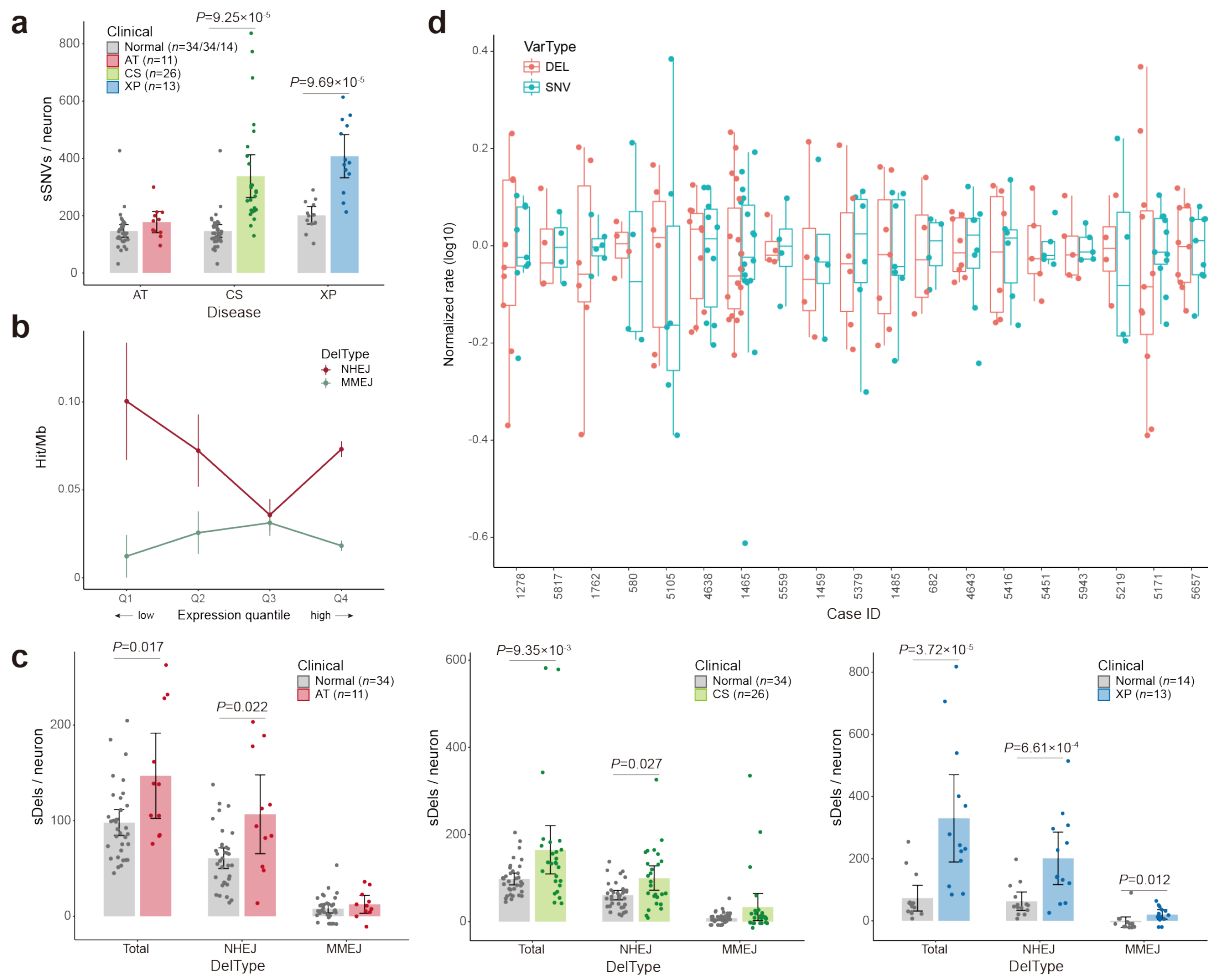 a
P=9.25×10-5
Clinical
Normal (n=34/34/14)
AT (n=11)
CS (n=26)
XP (n=13)
P=9.69×10-5
800
600
400
200
0
sSNVs / neuron
AT
CS
XP
Disease
b
DelType
NHEJ
MMEJ
0.10
0.05
0
Hit/Mb
Q1
Q2
Q3
Q4
← low
Expression quantile
high →
d
VarType
DEL
SNV
0.4
0.2
0.0
-0.2
-0.4
-0.6
Normalized rate (log10)
1278
5817
1762
5580
5105
4638
1465
5559
1459
5379
1485
682
4643
5416
5451
5943
5219
5171
5657
Case ID
c
P=0.017
P=0.022
Clinical
Normal (n=34)
AT (n=11)
200
100
0
sDels / neuron
Total
NHEJ
MMEJ
DelType
P=9.35×10-3
P=0.027
Clinical
Normal (n=34)
CS (n=26)
600
400
200
0
sDels / neuron
Total
NHEJ
MMEJ
DelType
P=3.72×10-5
P=6.61×10-4
P=0.012
Clinical
Normal (n=14)
XP (n=13)
800
600
400
200
0
sDels / neuron
Total
NHEJ
MMEJ
DelType